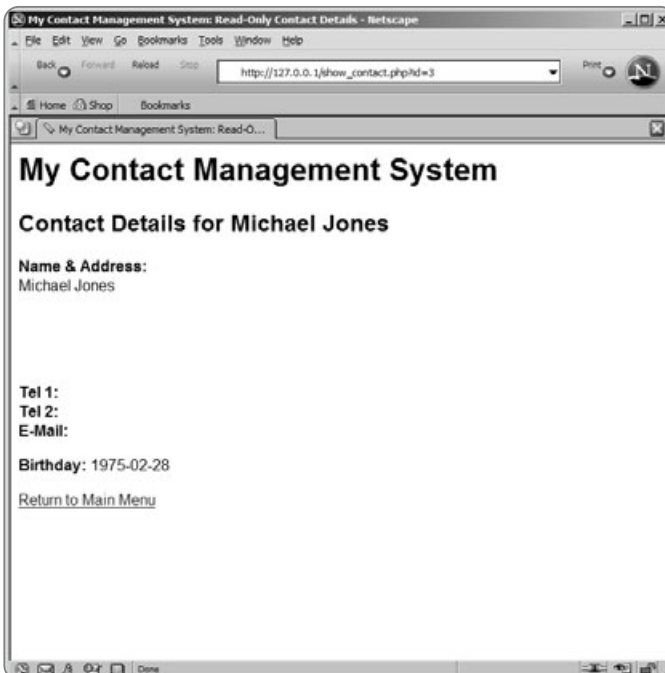 My Contact Management System: Read-Only Contact Details - Netscape
File Edit View Go Bookmarks Tools Window Help
Back Forward Reload Stop http://127.0.0.1/show_contact.php?id=3 Print N
Home Shop Bookmarks
My Contact Management System: Read-O...
My Contact Management System
Contact Details for Michael Jones
Name & Address:
Michael Jones
Tel 1:
Tel 2:
E-Mail:
Birthday: 1975-02-28
Return to Main Menu
Done